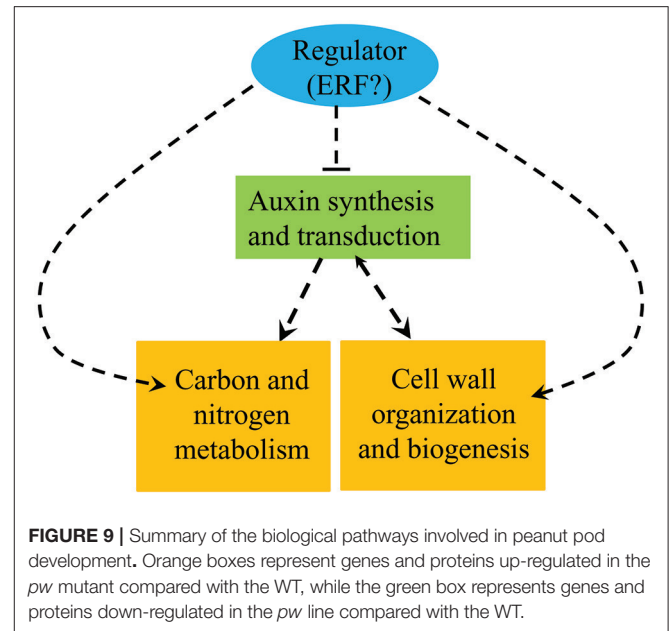 Regulator
(ERF?)
Auxin synthesis
and transduction
Carbon and
nitrogen
metabolism
Cell wall
organization
and biogenesis
FIGURE 9 | Summary of the biological pathways involved in peanut pod
development. Orange boxes represent genes and proteins up-regulated in the
pw mutant compared with the WT, while the green box represents genes and
proteins down-regulated in the pw line compared with the WT.